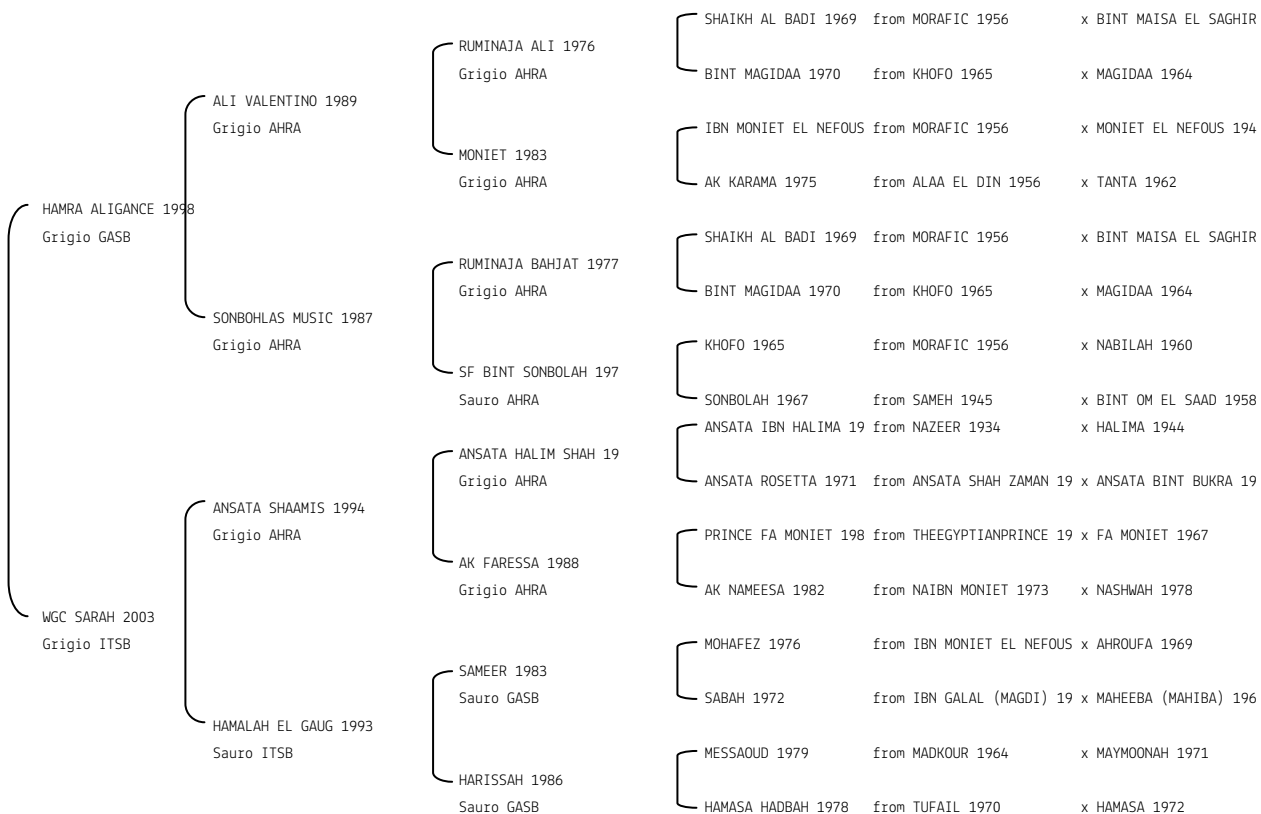 SHAIKH AL BADI 1969 from MORAFIC 1956 x BINT MAISA EL SAGHIR
RUMINAJA ALI 1976
Grigio AHRA
BINT MAGIDAA 1970 from KHOFO 1965 x MAGIDAA 1964
ALI VALENTINO 1989
Grigio AHRA
IBN MONIET EL NEFOUS from MORAFIC 1956 x MONIET EL NEFOUS 194
MONIET 1983
Grigio AHRA
AK KARAMA 1975 from ALAA EL DIN 1956 x TANTA 1962
HAMRA ALIGANCE 1998
Grigio GASB
SHAIKH AL BADI 1969 from MORAFIC 1956 x BINT MAISA EL SAGHIR
RUMINAJA BAHJAT 1977
Grigio AHRA
BINT MAGIDAA 1970 from KHOFO 1965 x MAGIDAA 1964
SONBOHLAS MUSIC 1987
Grigio AHRA
KHOFO 1965 from MORAFIC 1956 x NABILAH 1960
SF BINT SONBOLAH 197
Sauro AHRA
SONBOLAH 1967 from SAMEH 1945 x BINT OM EL SAAD 1958
ANSATA IBN HALIMA 19 from NAZEER 1934 x HALIMA 1944
ANSATA HALIM SHAH 19
Grigio AHRA
ANSATA ROSETTA 1971 from ANSATA SHAH ZAMAN 19 x ANSATA BINT BUKRA 19
ANSATA SHAAMIS 1994
Grigio AHRA
PRINCE FA MONIET 198 from THEEGYPTIANPRINCE 19 x FA MONIET 1967
AK FARESSA 1988
Grigio AHRA
AK NAMEESA 1982 from NAIBN MONIET 1973 x NASHWAH 1978
WGC SARAH 2003
Grigio ITSB
MOHAFEZ 1976 from IBN MONIET EL NEFOUS x AHROUFA 1969
SAMEER 1983
Sauro GASB
SABAH 1972 from IBN GALAL (MAGDI) 19 x MAHEEBA (MAHIBA) 196
HAMALAH EL GAUG 1993
Sauro ITSB
MESSAOUD 1979 from MADKOUR 1964 x MAYMOONAH 1971
HARISSAH 1986
Sauro GASB
HAMASA HADBAH 1978 from TUFAIL 1970 x HAMASA 1972